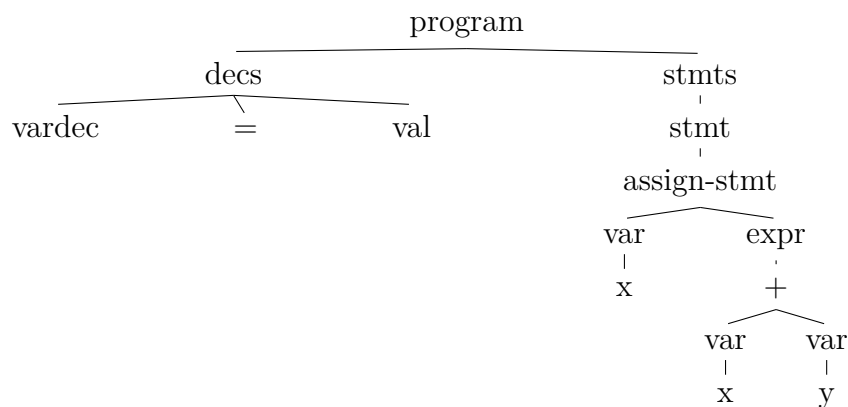 program
decs stmts
vardec = val stmt
assign-stmt
var expr
x +
var var
x y